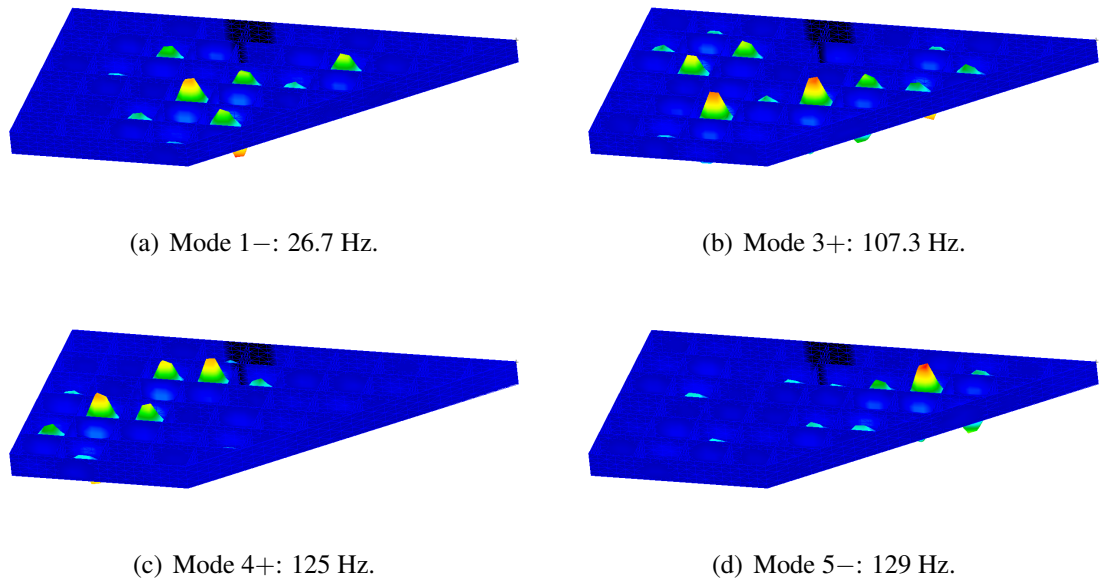 (a) Mode 1−: 26.7 Hz.
(b) Mode 3+: 107.3 Hz.
(c) Mode 4+: 125 Hz.
(d) Mode 5−: 129 Hz.